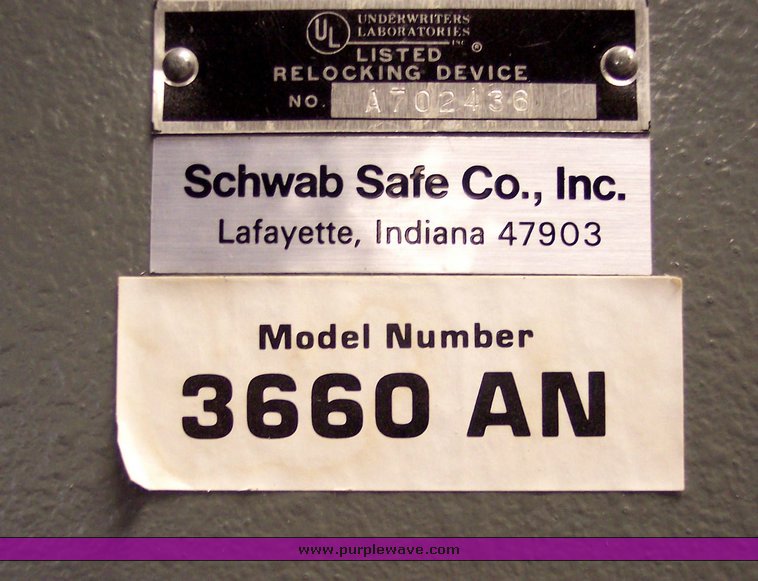 UL UNDERWRITERS
LABORATORIES
INC ®
LISTED
RELOCKING DEVICE
NO. A702436
Schwab Safe Co., Inc.
Lafayette, Indiana 47903
Model Number
3660 AN
www.purplewave.com